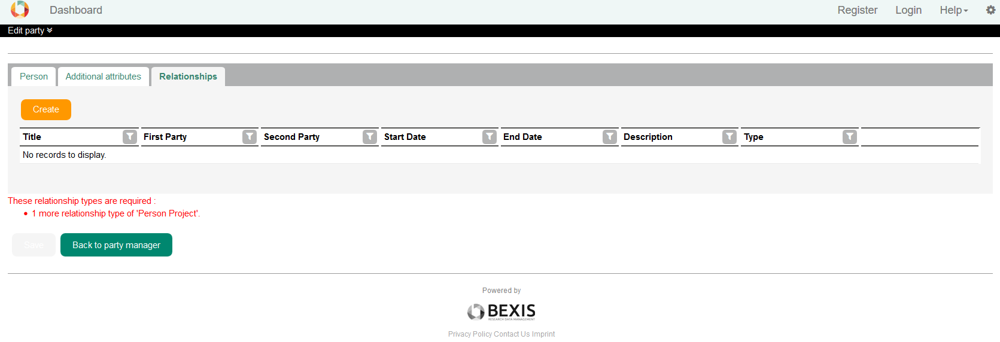 Dashboard Register Login Help
Edit party
Person Additional attributes Relationships
Create
Title First Party Second Party Start Date End Date Description Type
No records to display.
These relationship types are required :
• 1 more relationship type of 'Person Project'.
Save Back to party manager
Powered by
BEXIS
RESEARCH DATA MANAGEMENT
Privacy Policy Contact Us Imprint